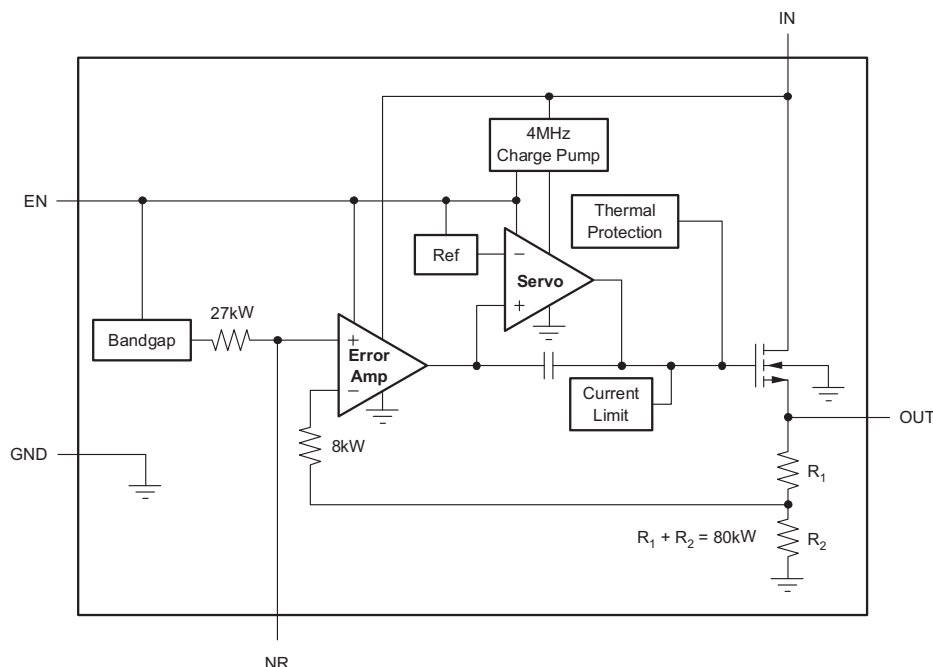 IN
4MHz
Charge Pump
EN
Thermal
Protection
Ref
−
Servo
+
27kW
Bandgap
+
Error
Amp
−
Current
Limit
OUT
8kW
GND
R1
R1 + R2 = 80kW
R2
NR